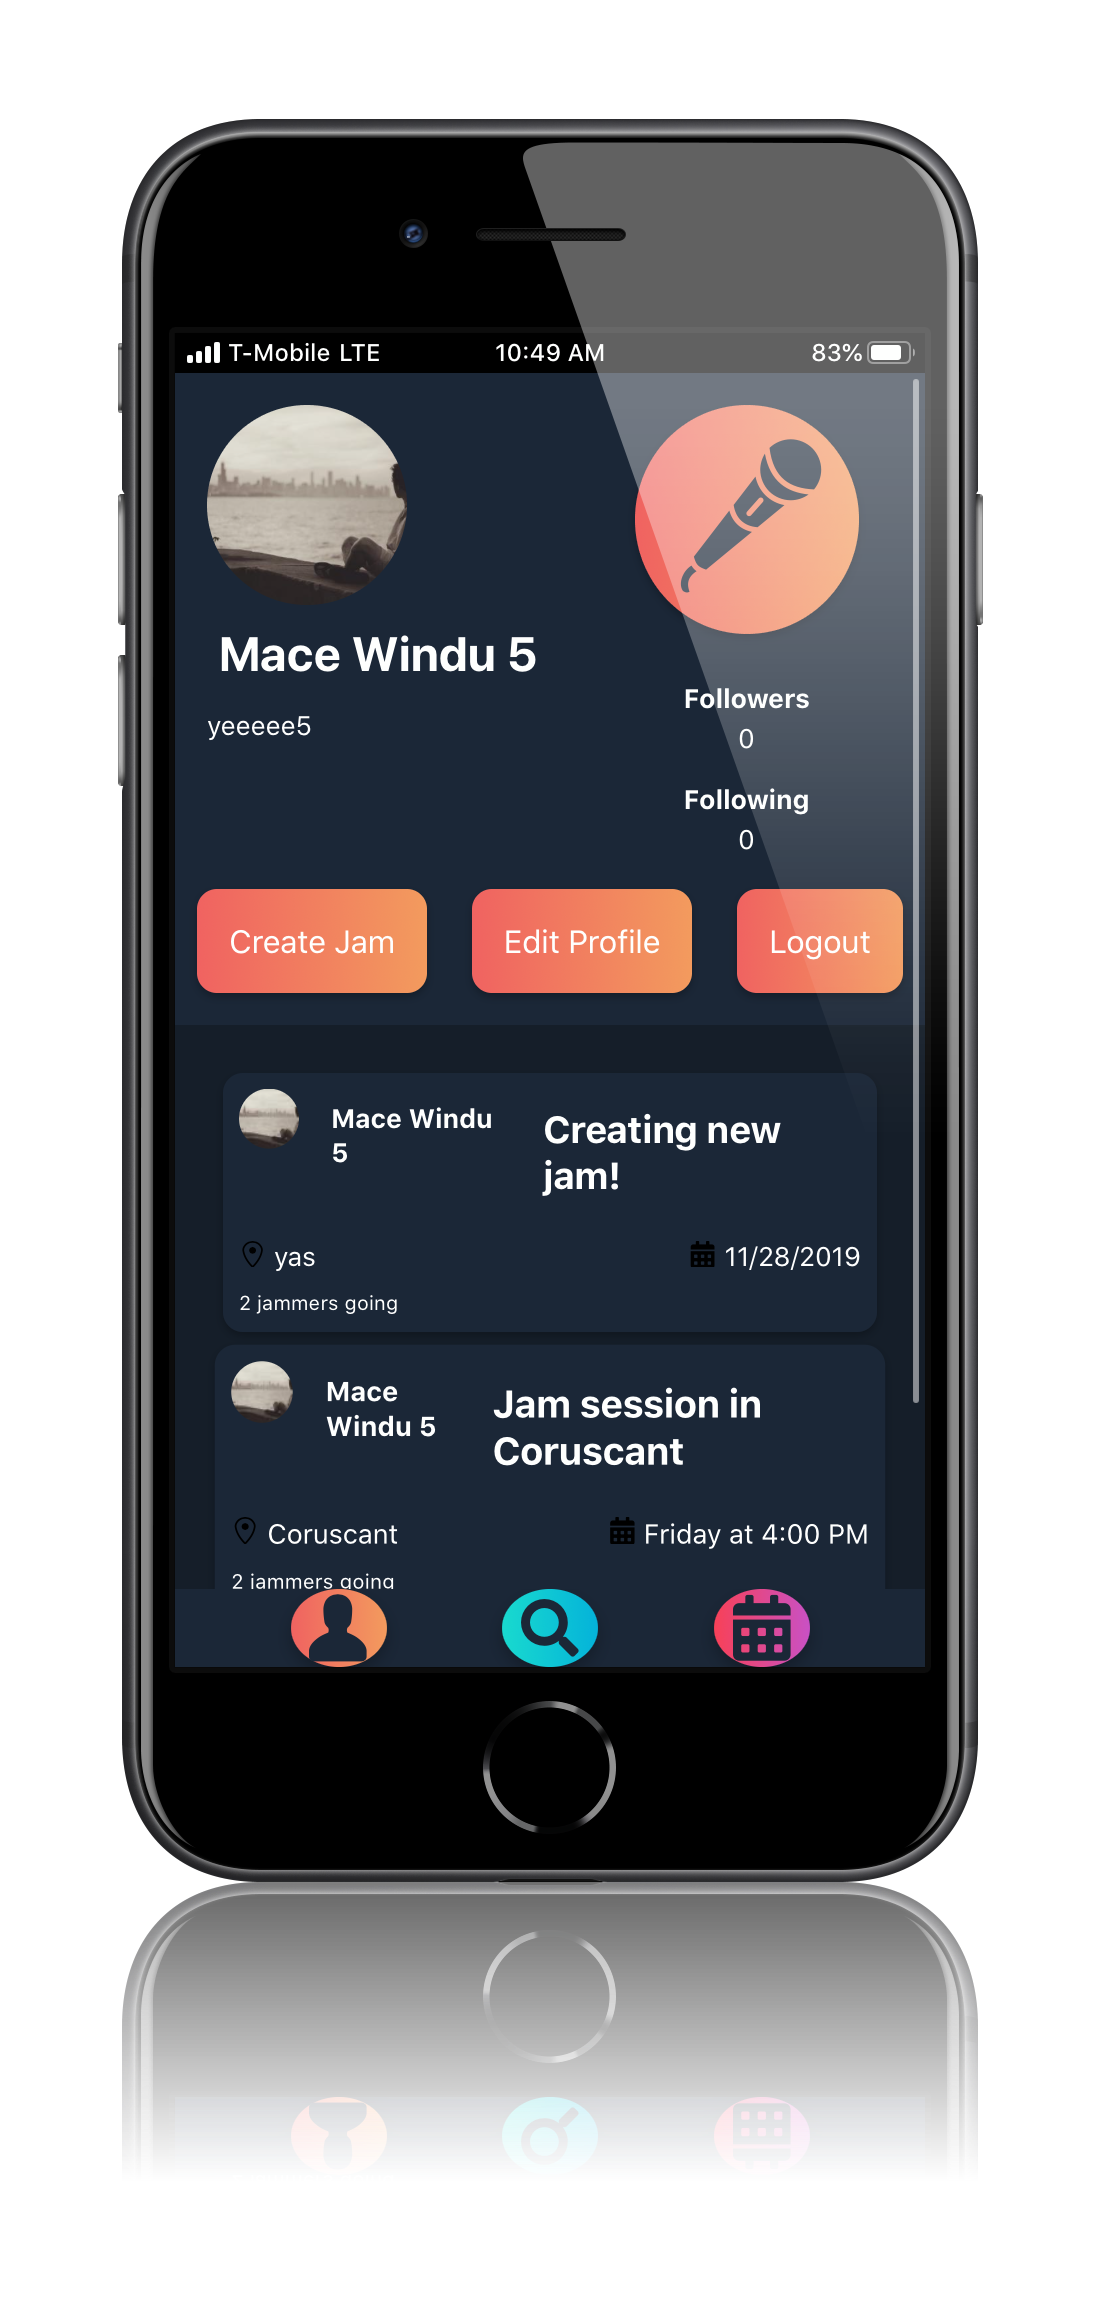 T-Mobile LTE 10:49 AM 83%
Mace Windu 5
yeeeee5
Followers
0
Following
0
Create Jam Edit Profile Logout
Mace Windu
5
Creating new
jam!
yas 11/28/2019
2 jammers going
Mace
Windu 5
Jam session in
Coruscant
Coruscant Friday at 4:00 PM
2 jammers going